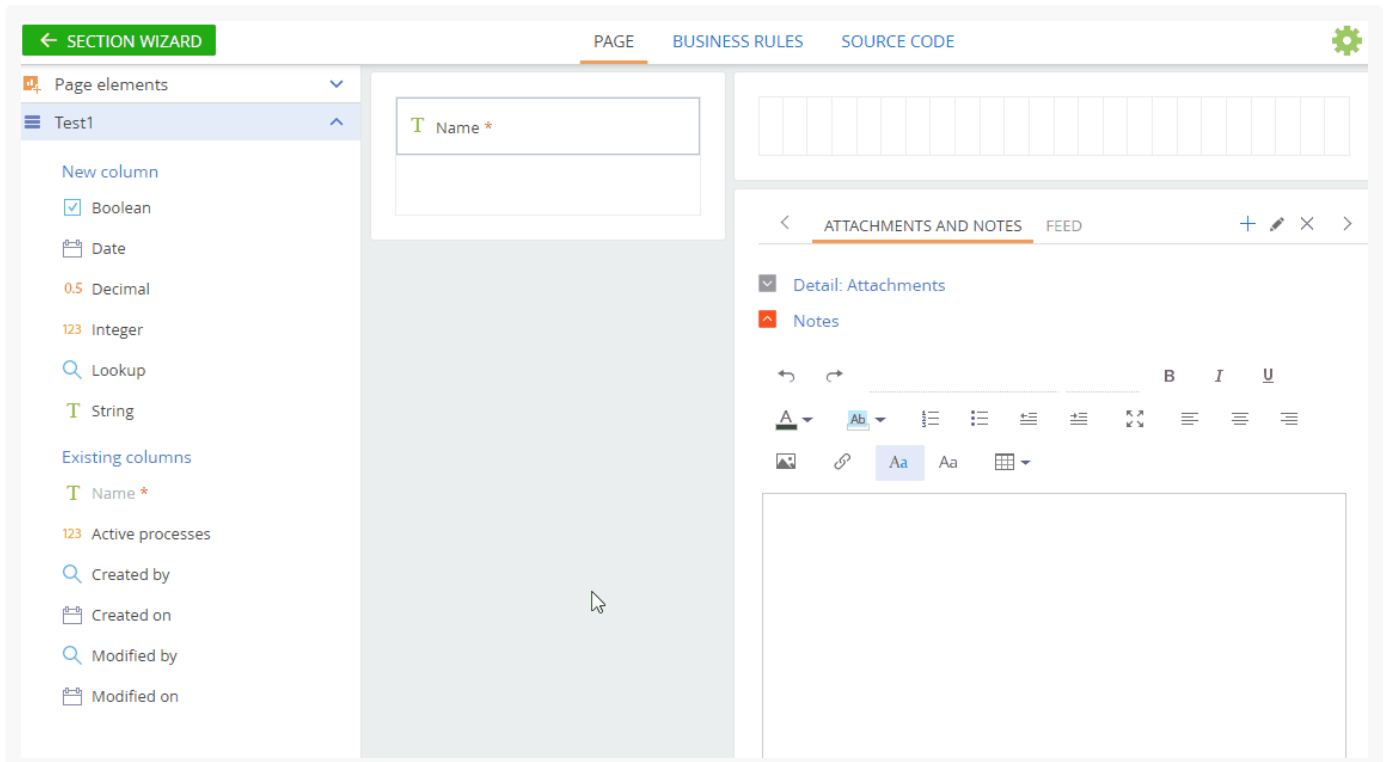 SECTION WIZARD
PAGE BUSINESS RULES SOURCE CODE
Page elements
Test1
New column
Boolean
Date
0.5 Decimal
123 Integer
Lookup
T String
Existing columns
T Name *
123 Active processes
Created by
Created on
Modified by
Modified on
T Name *
ATTACHMENTS AND NOTES FEED
Detail: Attachments
Notes
B I U
A Ab
Aa Aa